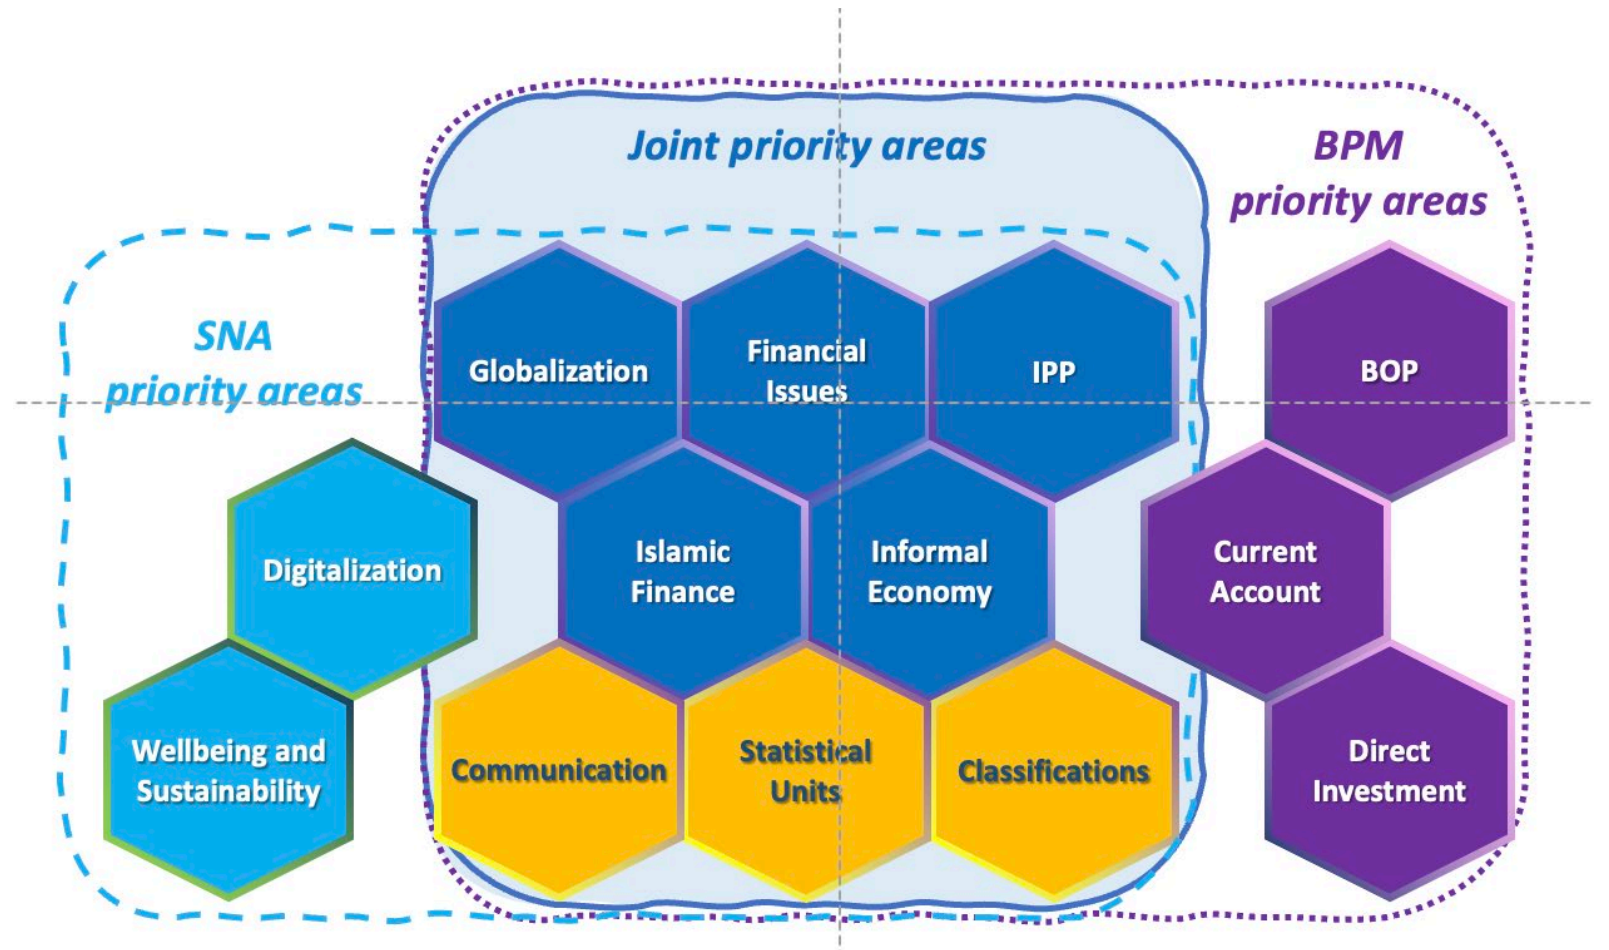 Joint priority areas
BPM
priority areas
SNA
priority areas
Globalization
Financial
Issues
IPP
BOP
Digitalization
Islamic
Finance
Informal
Economy
Current
Account
Wellbeing and
Sustainability
Communication
Statistical
Units
Classifications
Direct
Investment